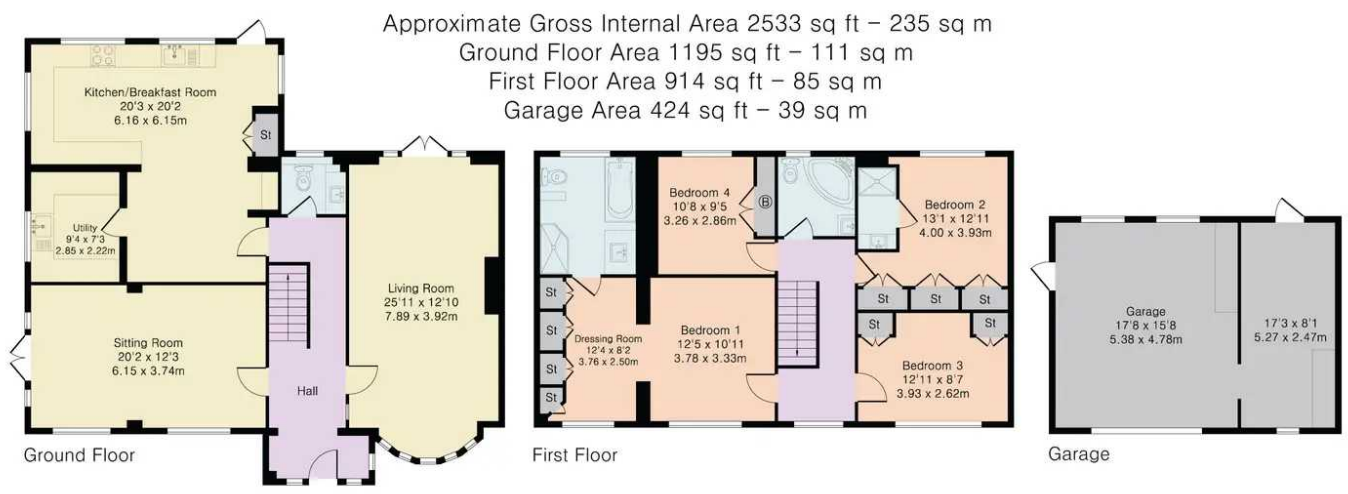 Approximate Gross Internal Area 2533 sq ft – 235 sq m
Ground Floor Area 1195 sq ft – 111 sq m
First Floor Area 914 sq ft – 85 sq m
Garage Area 424 sq ft – 39 sq m
Kitchen/Breakfast Room
20'3 x 20'2
6.16 x 6.15m
St
Utility
9'4 x 7'3
2.85 x 2.22m
Living Room
25'11 x 12'10
7.89 x 3.92m
Sitting Room
20'2 x 12'3
6.15 x 3.74m
Hall
Ground Floor
Bedroom 4
10'8 x 9'5
3.26 x 2.86m
B
Bedroom 2
13'1 x 12'11
4.00 x 3.93m
St
St
St
St
St
St
St
Dressing Room
12'4 x 8'2
3.76 x 2.50m
Bedroom 1
12'5 x 10'11
3.78 x 3.33m
St
St
Bedroom 3
12'11 x 8'7
3.93 x 2.62m
First Floor
Garage
17'8 x 15'8
5.38 x 4.78m
17'3 x 8'1
5.27 x 2.47m
Garage